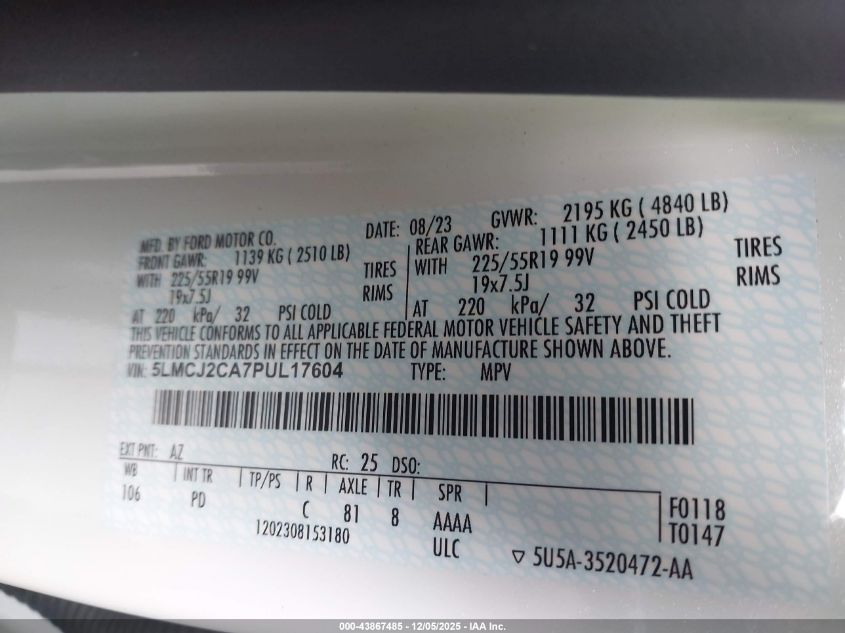 MFD. BY FORD MOTOR CO. DATE: 08/23 GVWR: 2195 KG ( 4840 LB)
FRONT GAWR: 1139 KG ( 2510 LB) REAR GAWR: 1111 KG ( 2450 LB)
WITH 225/55R19 99V TIRES WITH 225/55R19 99V TIRES
19x7.5J RIMS 19x7.5J RIMS
AT 220 kPa/ 32 PSI COLD AT 220 kPa/ 32 PSI COLD
THIS VEHICLE CONFORMS TO ALL APPLICABLE FEDERAL MOTOR VEHICLE SAFETY AND THEFT
PREVENTION STANDARDS IN EFFECT ON THE DATE OF MANUFACTURE SHOWN ABOVE.
VIN: 5LMCJ2CA7PUL17604 TYPE: MPV
EXT PNT: AZ RC: 25 DSO:
WB | INT TR | TP/PS | R | AXLE | TR | SPR | F0118
106 PD C 81 8 AAAA T0147
1202308153180 ULC ▽ 5U5A-3520472-AA
000-43867485 - 12/05/2025 - IAA Inc.